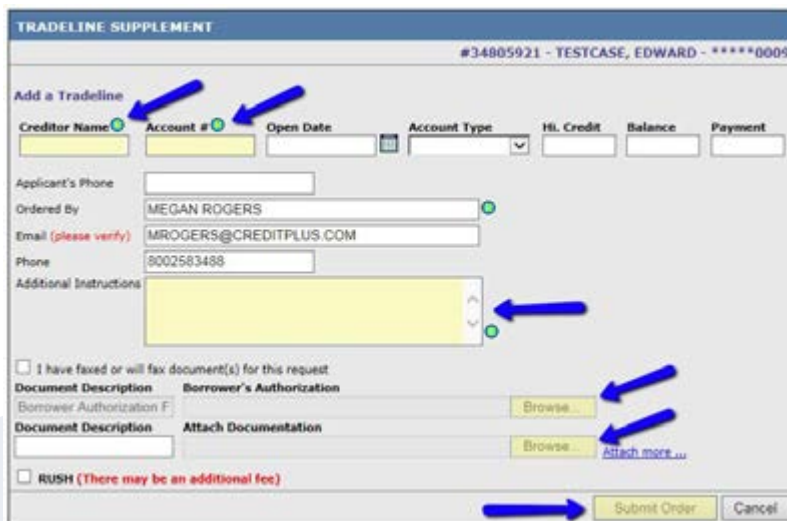 TRADELINE SUPPLEMENT
#34805921 - TESTCASE, EDWARD - *****0009
Add a Tradeline
Creditor Name Account # Open Date Account Type Hi. Credit Balance Payment
Applicant's Phone
Ordered By MEGAN ROGERS
Email (please verify) MROGERS@CREDITPLUS.COM
Phone 8002583488
Additional Instructions
I have faxed or will fax document(s) for this request
Document Description Borrower's Authorization
Borrower Authorization F Browse...
Document Description Attach Documentation
Browse... Attach more ...
RUSH (There may be an additional fee)
Submit Order Cancel